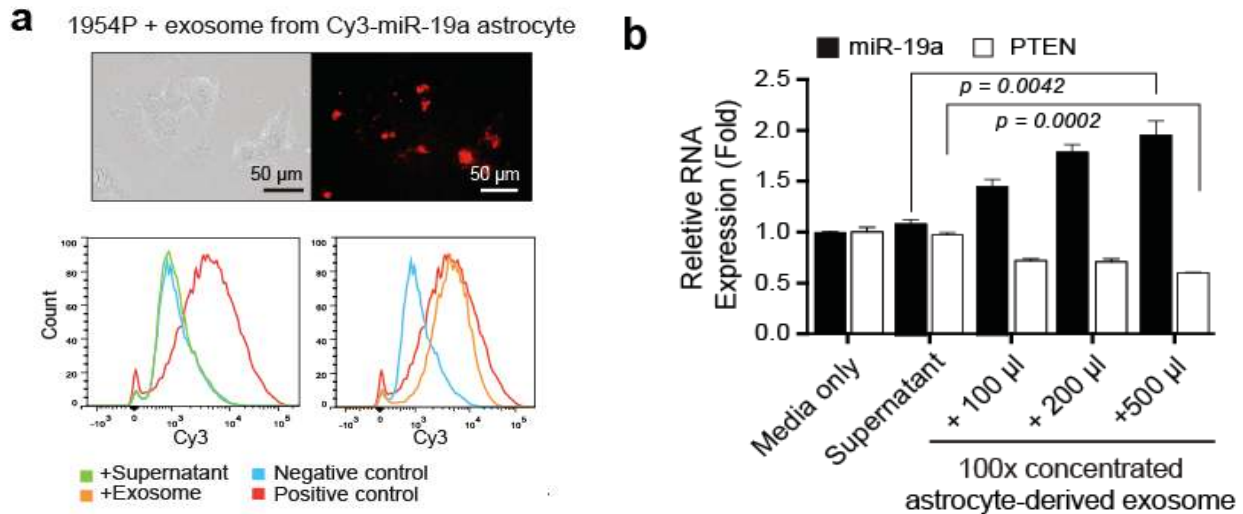 a
1954P + exosome from Cy3-miR-19a astrocyte
50 µm
50 µm
Count
100
80
60
40
20
0
-10³ 0 10³ 10⁴ 10⁵
Cy3
100
80
60
40
20
0
-10³ 0 10³ 10⁴ 10⁵
Cy3
+Supernatant
+Exosome
Negative control
Positive control
b
miR-19a PTEN
Reletive RNA
Expression (Fold)
2.5
2.0
1.5
1.0
0.5
0.0
p = 0.0042
p = 0.0002
Media only
Supernatant
+ 100 µl
+ 200 µl
+500 µl
100x concentrated
astrocyte-derived exosome